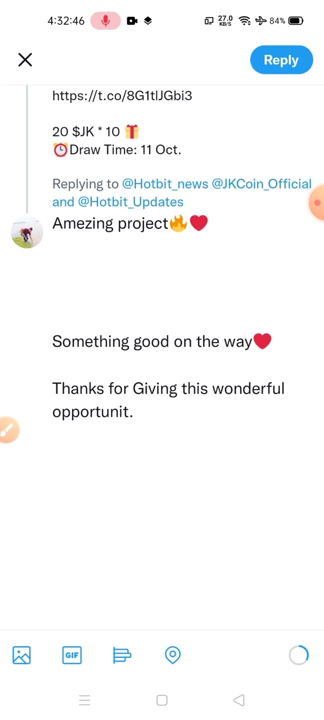 4:32:46 27.0 KB/S 84%
Reply
https://t.co/8G1tlJGbi3
20 $JK * 10 🎁
⏰Draw Time: 11 Oct.
Replying to @Hotbit_news @JKCoin_Official
and @Hotbit_Updates
Amezing project🔥❤️
Something good on the way❤️
Thanks for Giving this wonderful
opportunit.
GIF